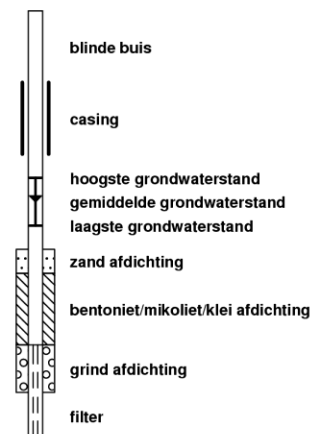 blinde buis
casing
hoogste grondwaterstand
gemiddelde grondwaterstand
laagste grondwaterstand
zand afdichting
bentoniet/mikoliet/klei afdichting
grind afdichting
filter